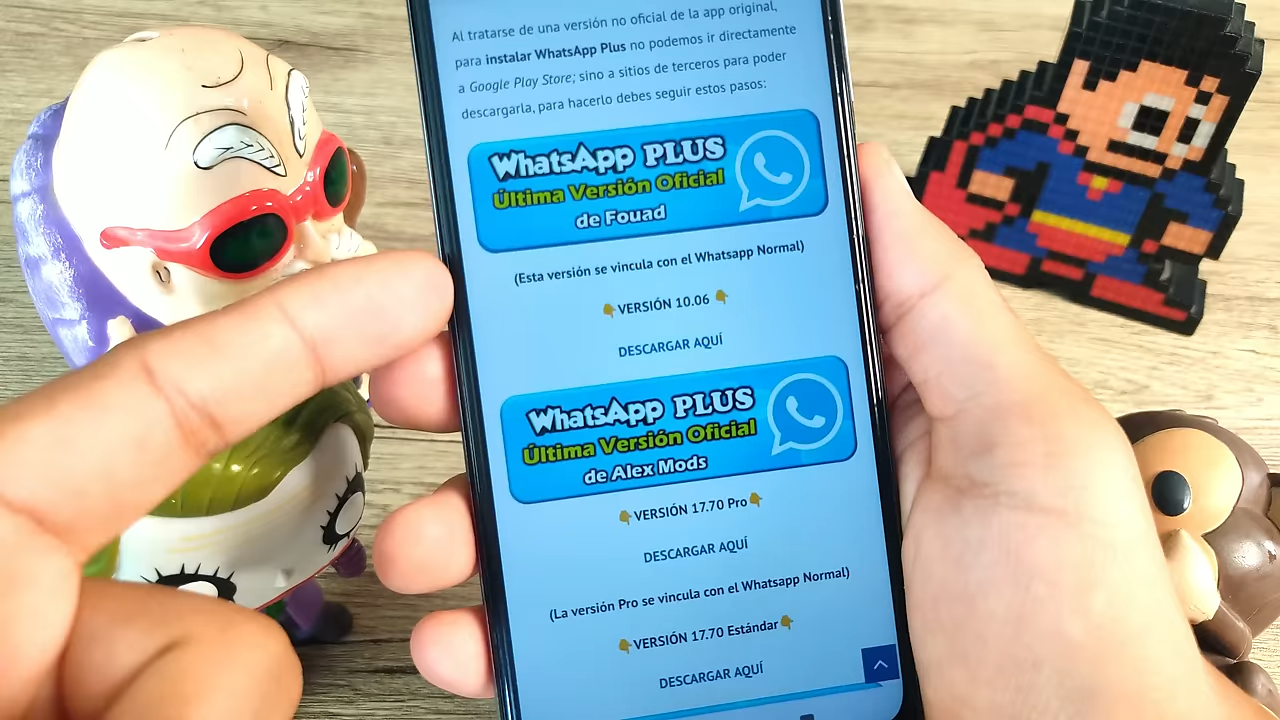 Al tratarse de una versión no oficial de la app original,
para instalar WhatsApp Plus no podemos ir directamente
a Google Play Store; sino a sitios de terceros para poder
descargarla, para hacerlo debes seguir estos pasos:
WhatsApp PLUS
Última Versión Oficial
de Fouad
(Esta versión se vincula con el Whatsapp Normal)
👇VERSIÓN 10.06 👇
DESCARGAR AQUÍ
WhatsApp PLUS
Última Versión Oficial
de Alex Mods
👇VERSIÓN 17.70 Pro👇
DESCARGAR AQUÍ
(La versión Pro se vincula con el Whatsapp Normal)
👇VERSIÓN 17.70 Estándar👇
DESCARGAR AQUÍ